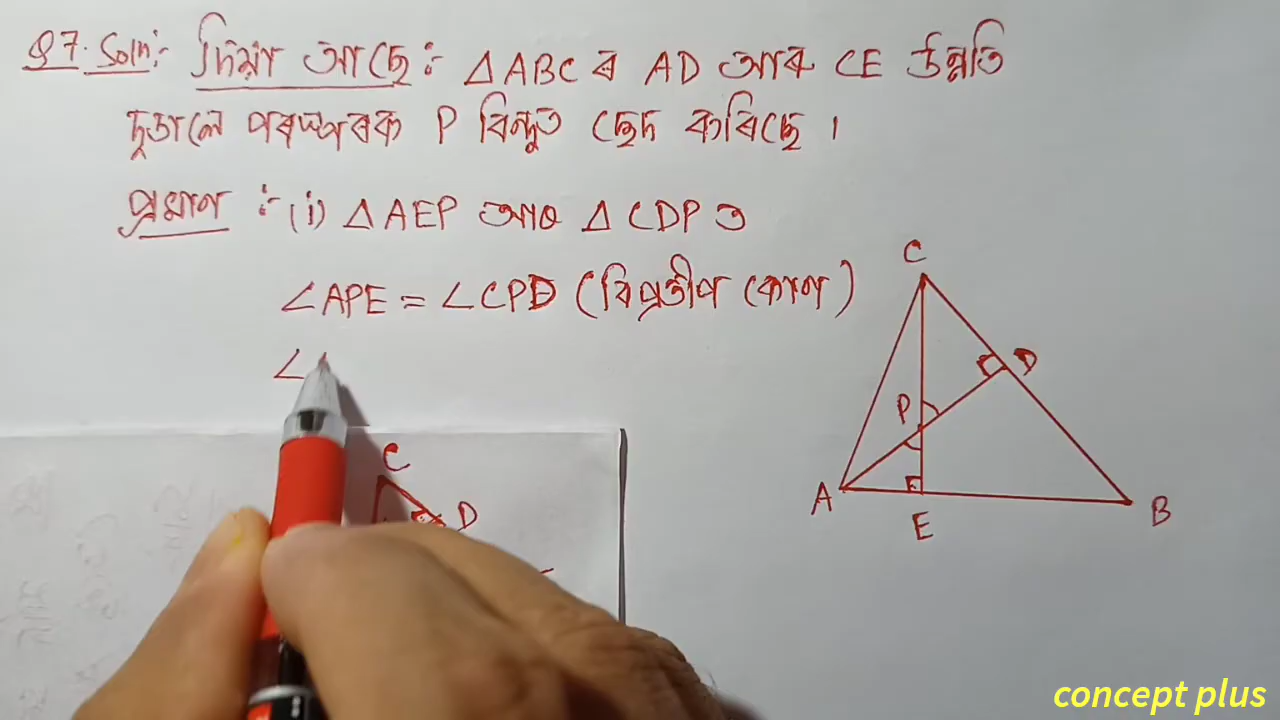 Q7. Soln:- দিয়া আছে :- △ABC ৰ AD আৰু CE উন্নতি
দুডালে পৰস্পৰক P বিন্দুত ছেদ কৰিছে ।
প্ৰমাণ :- (i) △AEP আৰু △CDP ত
∠APE = ∠CPD (বিপ্ৰতীপ কোণ)
∠
C
D
P
A
E
B
C
D
concept plus